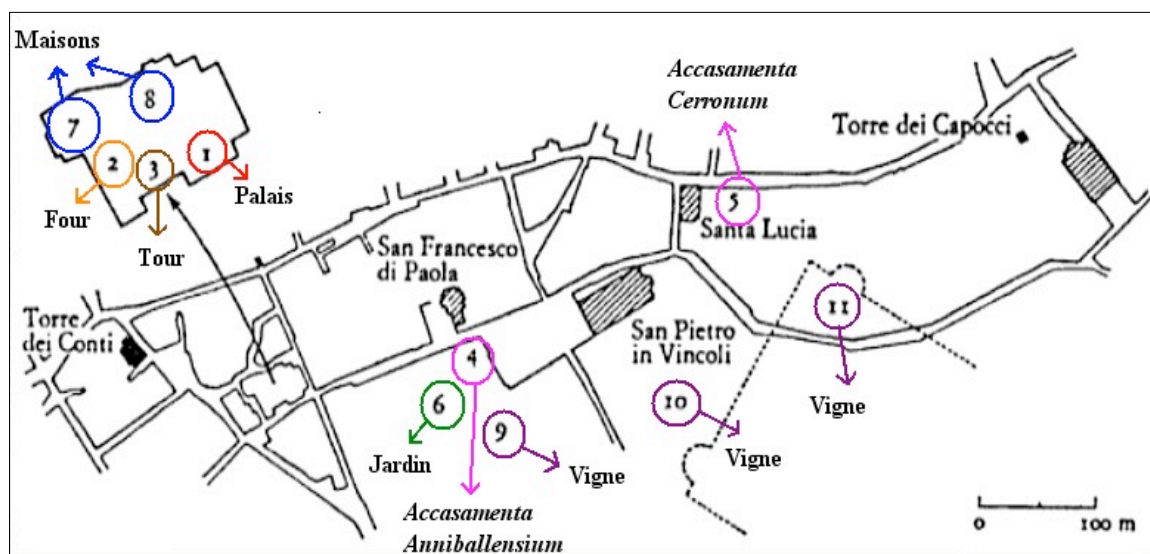 Maisons
8
7
2
3
1
Four
Tour
Palais
Accasamenta
Cerronum
Torre dei Capocci
5
Santa Lucia
San Francesco
di Paola
Torre
dei Conti
San Pietro
in Vincoli
11
Vigne
4
6
9
10
Jardin
Vigne
Vigne
Accasamenta
Anniballensium
0 100 m